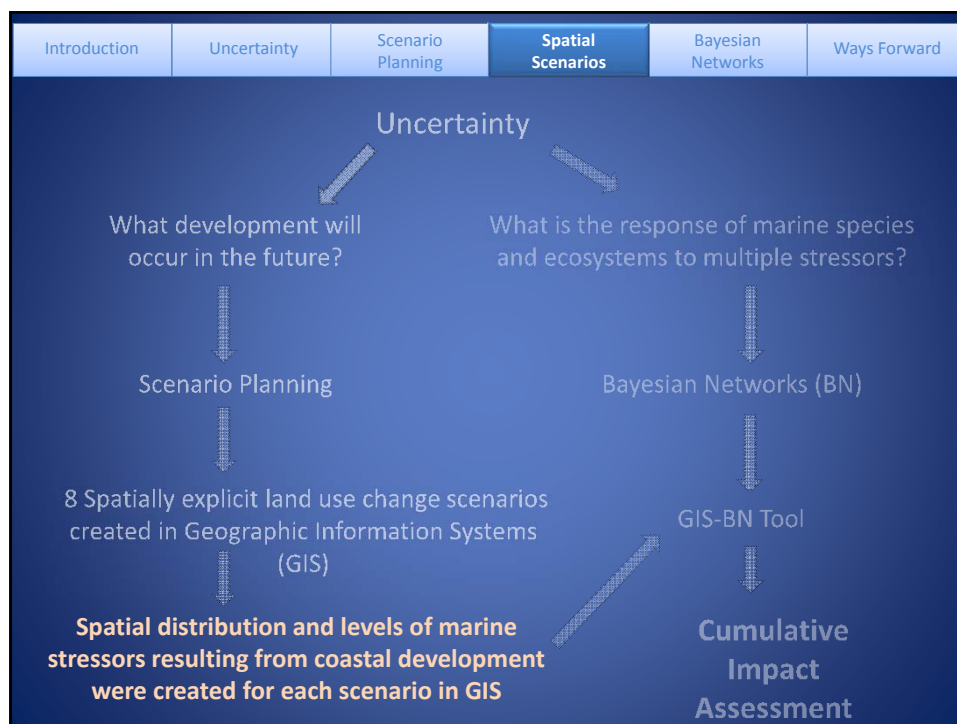 Introduction
Uncertainty
Scenario
Planning
Spatial
Scenarios
Bayesian
Networks
Ways Forward
Uncertainty
What development will
occur in the future?
What is the response of marine species
and ecosystems to multiple stressors?
Scenario Planning
Bayesian Networks (BN)
8 Spatially explicit land use change scenarios
created in Geographic Information Systems
(GIS)
GIS-BN Tool
Spatial distribution and levels of marine
stressors resulting from coastal development
were created for each scenario in GIS
Cumulative
Impact
Assessment